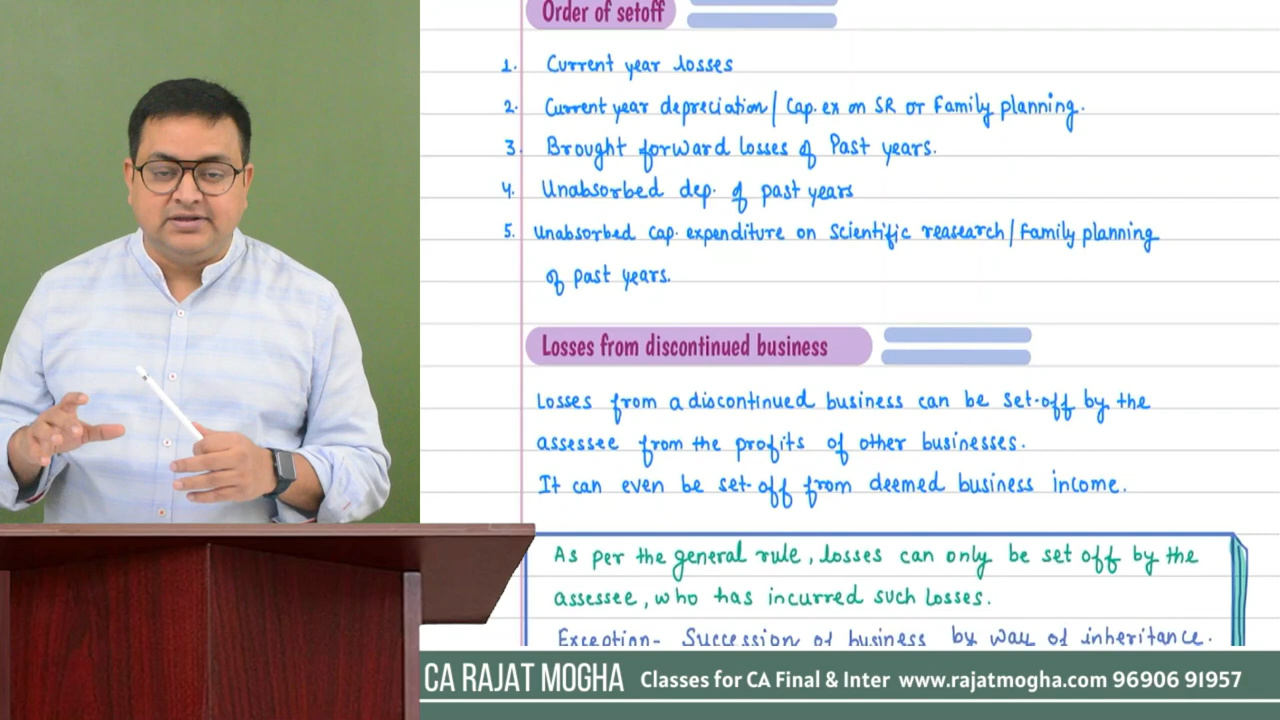 Order of setoff
1. Current year losses
2. Current year depreciation/ Cap. ex on SR or Family planning.
3. Brought forward losses of Past years.
4. Unabsorbed dep. of past years
5. Unabsorbed cap. expenditure on scientific reasearch/ Family planning
of past years.
Losses from discontinued business
Losses from a discontinued business can be set-off by the
assessee from the profits of other businesses.
It can even be set-off from deemed business income.
As per the general rule, losses can only be set off by the
assessee, who has incurred such losses.
Exception- Succession of business by way of inheritance.
CA RAJAT MOGHA Classes for CA Final & Inter www.rajatmogha.com 96906 91957